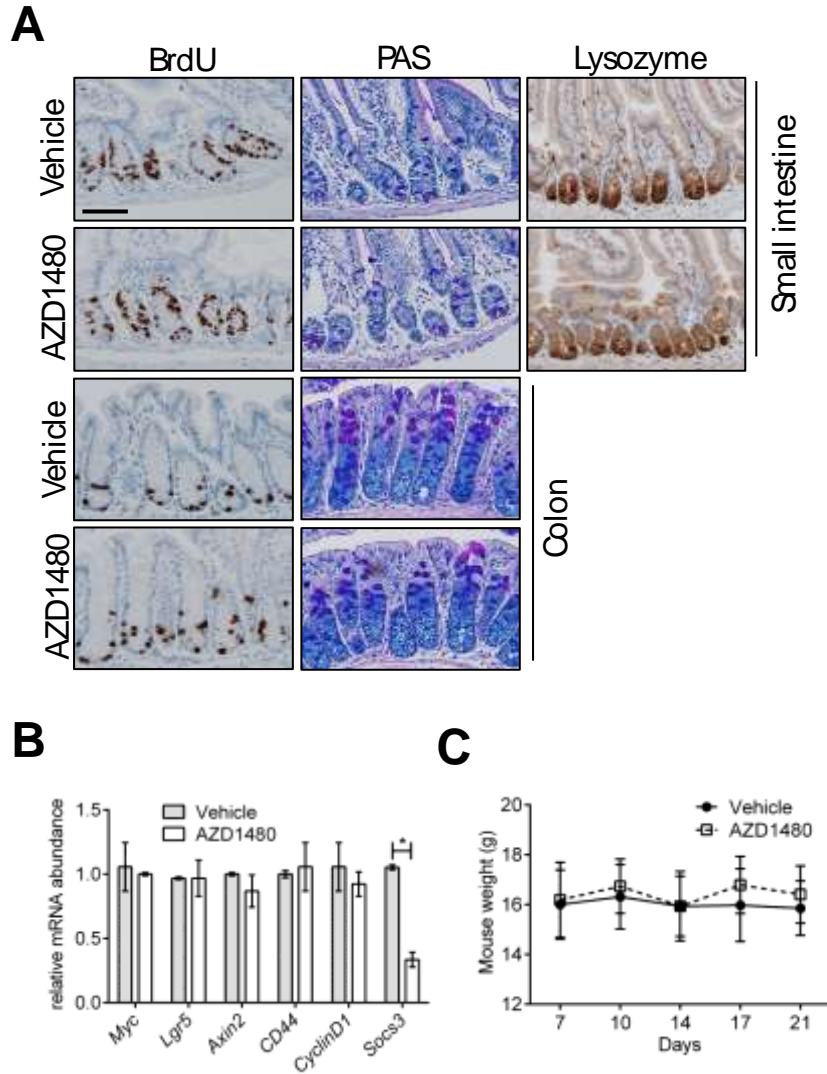 A
BrdU PAS Lysozyme
Vehicle
AZD1480
Small intestine
Vehicle
AZD1480
Colon
B
relative mRNA abundance
1.5
1.0
0.5
0.0
Vehicle
AZD1480
*
Myc Lgr5 Axin2 CD44 CyclinD1 Socs3
C
Mouse weight (g)
20
18
16
14
12
Vehicle
AZD1480
7 10 14 17 21
Days